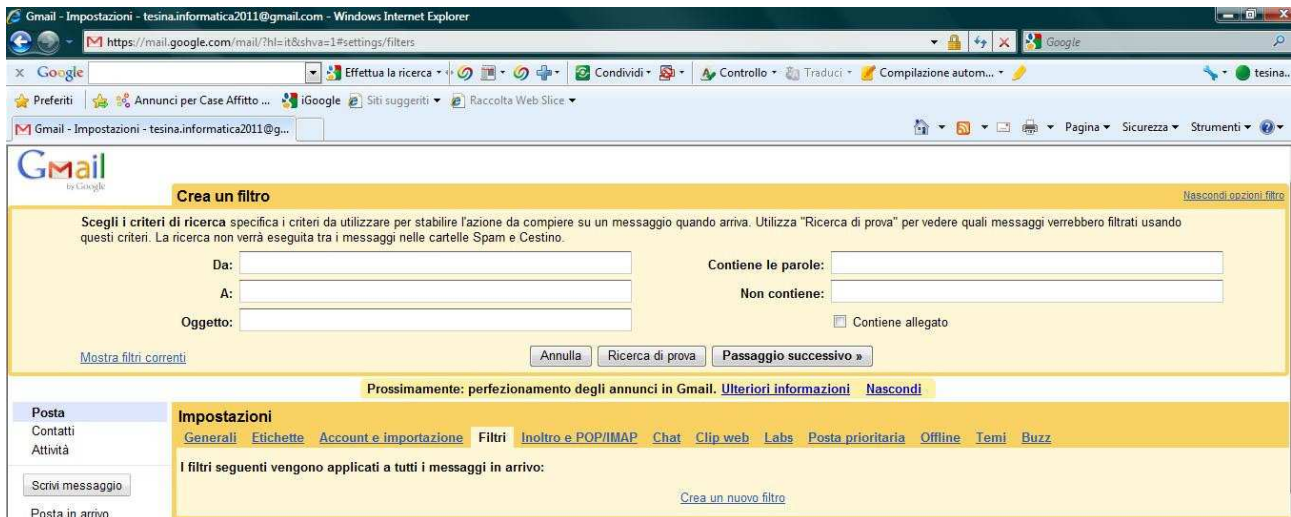 Gmail - Impostazioni - tesina.informatica2011@gmail.com - Windows Internet Explorer
https://mail.google.com/mail/?hl=it&shva=1#settings/filters
Google
x Google
Effettua la ricerca
Condividi
Controllo
Traduci
Compilazione autom...
tesina..
Preferiti
Annunci per Case Affitto ...
iGoogle
Siti suggeriti
Raccolta Web Slice
Gmail - Impostazioni - tesina.informatica2011@g...
Pagina
Sicurezza
Strumenti
Gmail
by Google
Crea un filtro
Nascondi opzioni filtro
Scegli i criteri di ricerca specifica i criteri da utilizzare per stabilire l'azione da compiere su un messaggio quando arriva. Utilizza "Ricerca di prova" per vedere quali messaggi verrebbero filtrati usando
questi criteri. La ricerca non verrà eseguita tra i messaggi nelle cartelle Spam e Cestino.
Da:
Contiene le parole:
A:
Non contiene:
Oggetto:
Contiene allegato
Mostra filtri correnti
Annulla
Ricerca di prova
Passaggio successivo »
Prossimamente: perfezionamento degli annunci in Gmail. Ulteriori informazioni Nascondi
Posta
Contatti
Attività
Scrivi messaggio
Posta in arrivo
Impostazioni
Generali Etichette Account e importazione Filtri Inoltro e POP/IMAP Chat Clip web Labs Posta prioritaria Offline Temi Buzz
I filtri seguenti vengono applicati a tutti i messaggi in arrivo:
Crea un nuovo filtro